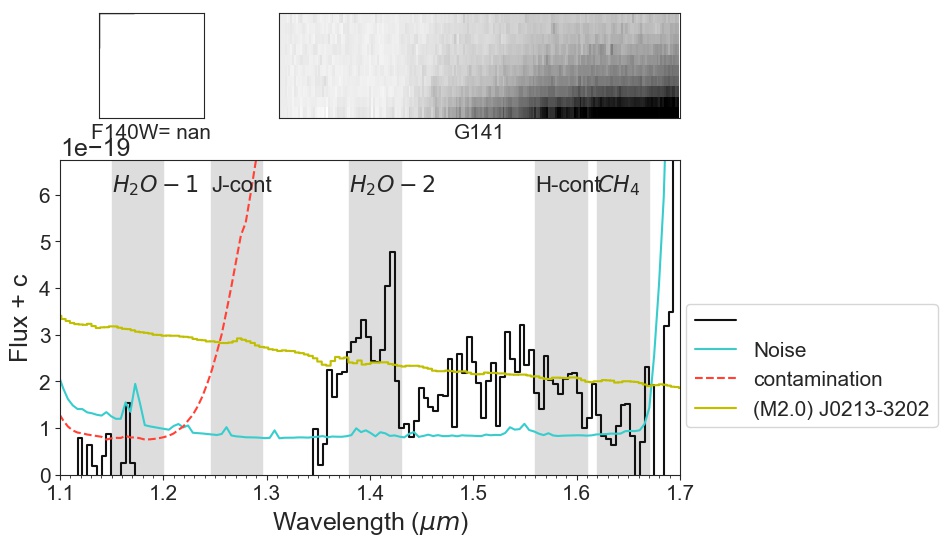 F140W= nan
G141
1e−19
H₂O − 1
J-cont
H₂O − 2
H-cont
CH₄
6
5
4
3
2
1
0
Flux + c
1.1
1.2
1.3
1.4
1.5
1.6
1.7
Wavelength (μm)
Noise
contamination
(M2.0) J0213-3202